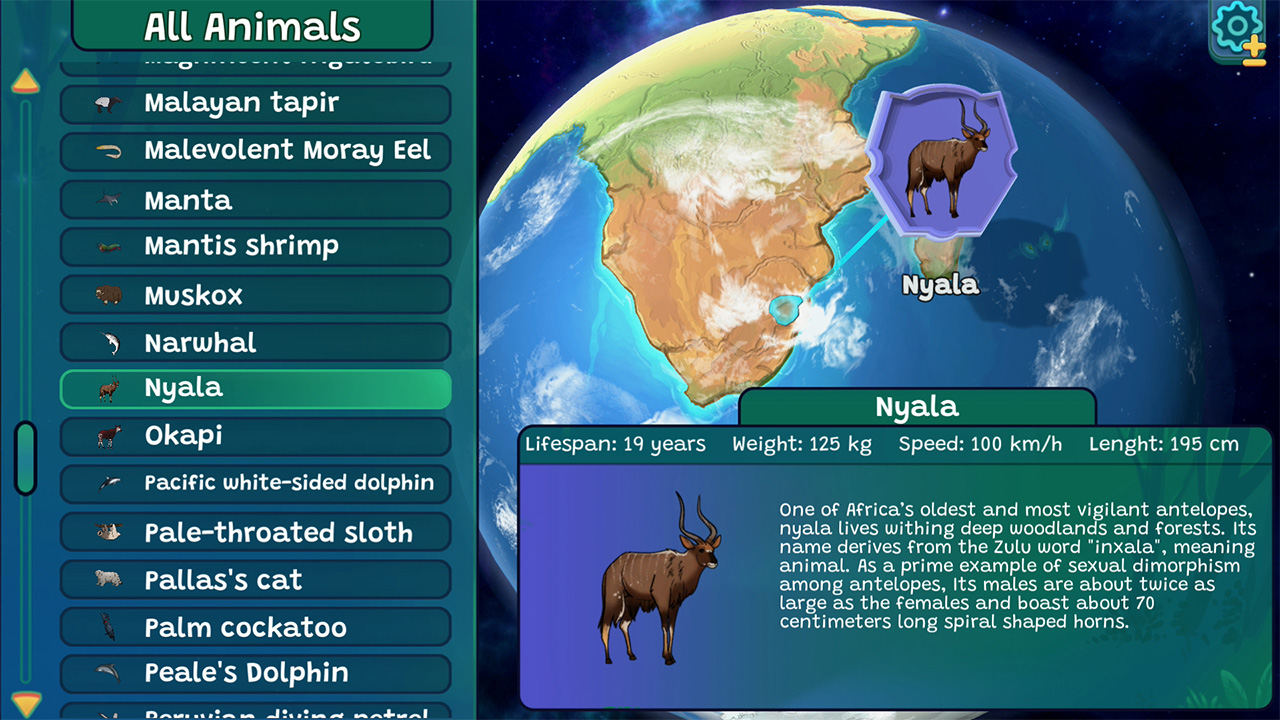 All Animals
Malayan tapir
Malevolent Moray Eel
Manta
Mantis shrimp
Muskox
Narwhal
Nyala
Okapi
Pacific white-sided dolphin
Pale-throated sloth
Pallas's cat
Palm cockatoo
Peale's Dolphin
Peruvian diving petrel
Nyala
Nyala
Lifespan: 19 years Weight: 125 kg Speed: 100 km/h Lenght: 195 cm
One of Africa's oldest and most vigilant antelopes,
nyala lives withing deep woodlands and forests. Its
name derives from the Zulu word "inxala", meaning
animal. As a prime example of sexual dimorphism
among antelopes, Its males are about twice as
large as the females and boast about 70
centimeters long spiral shaped horns.